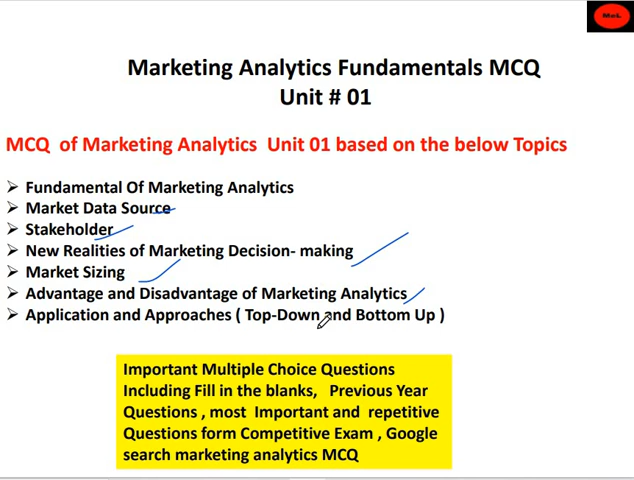 MeL
Marketing Analytics Fundamentals MCQ
Unit # 01
MCQ of Marketing Analytics Unit 01 based on the below Topics
Fundamental Of Marketing Analytics
Market Data Source
Stakeholder
New Realities of Marketing Decision- making
Market Sizing
Advantage and Disadvantage of Marketing Analytics
Application and Approaches ( Top-Down and Bottom Up )
Important Multiple Choice Questions
Including Fill in the blanks, Previous Year
Questions , most Important and repetitive
Questions form Competitive Exam , Google
search marketing analytics MCQ